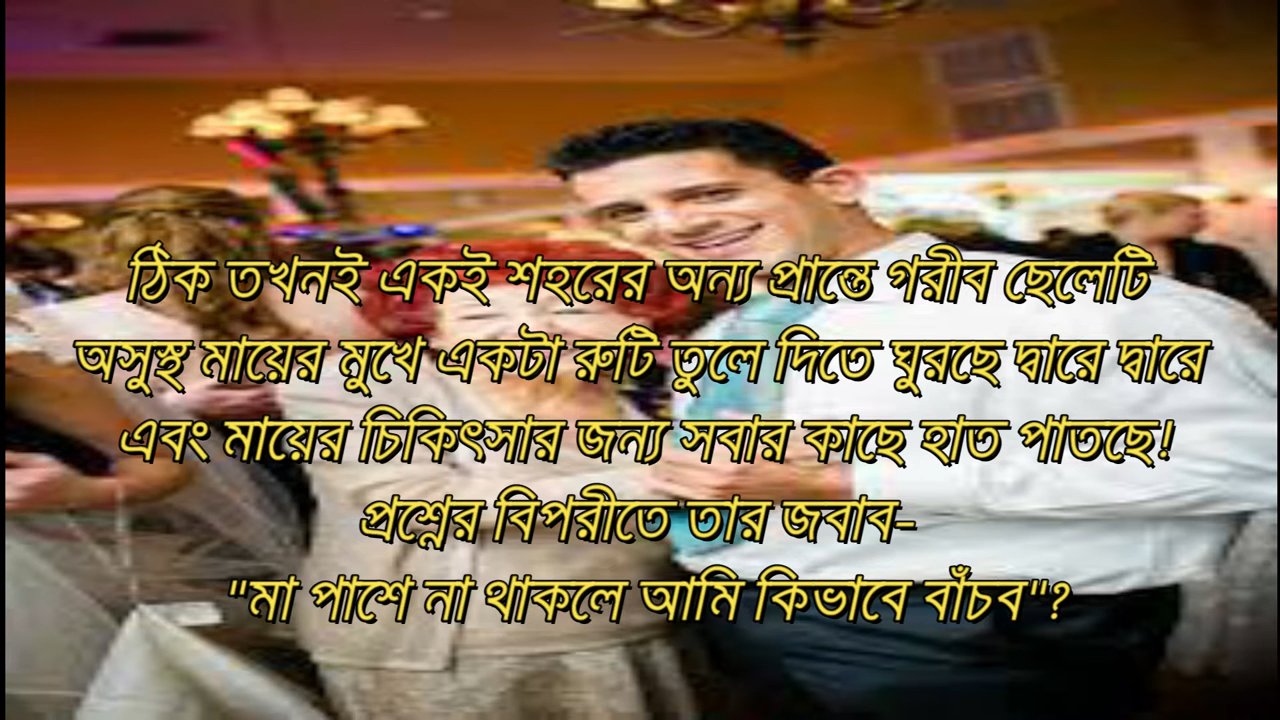 ঠিক তখনই একই শহরের অন্য প্রান্তে গরীব ছেলেটি
অসুস্থ মায়ের মুখে একটা রুটি তুলে দিতে ঘুরছে দ্বারে দ্বারে
এবং মায়ের চিকিৎসার জন্য সবার কাছে হাত পাতছে!
প্রশ্নের বিপরীতে তার জবাব-
"মা পাশে না থাকলে আমি কিভাবে বাঁচব"?